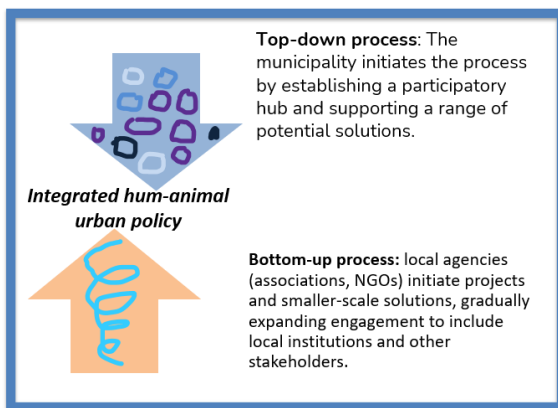 Top-down process: The
municipality initiates the process
by establishing a participatory
hub and supporting a range of
potential solutions.
Integrated hum-animal
urban policy
Bottom-up process: local agencies
(associations, NGOs) initiate projects
and smaller-scale solutions, gradually
expanding engagement to include
local institutions and other
stakeholders.